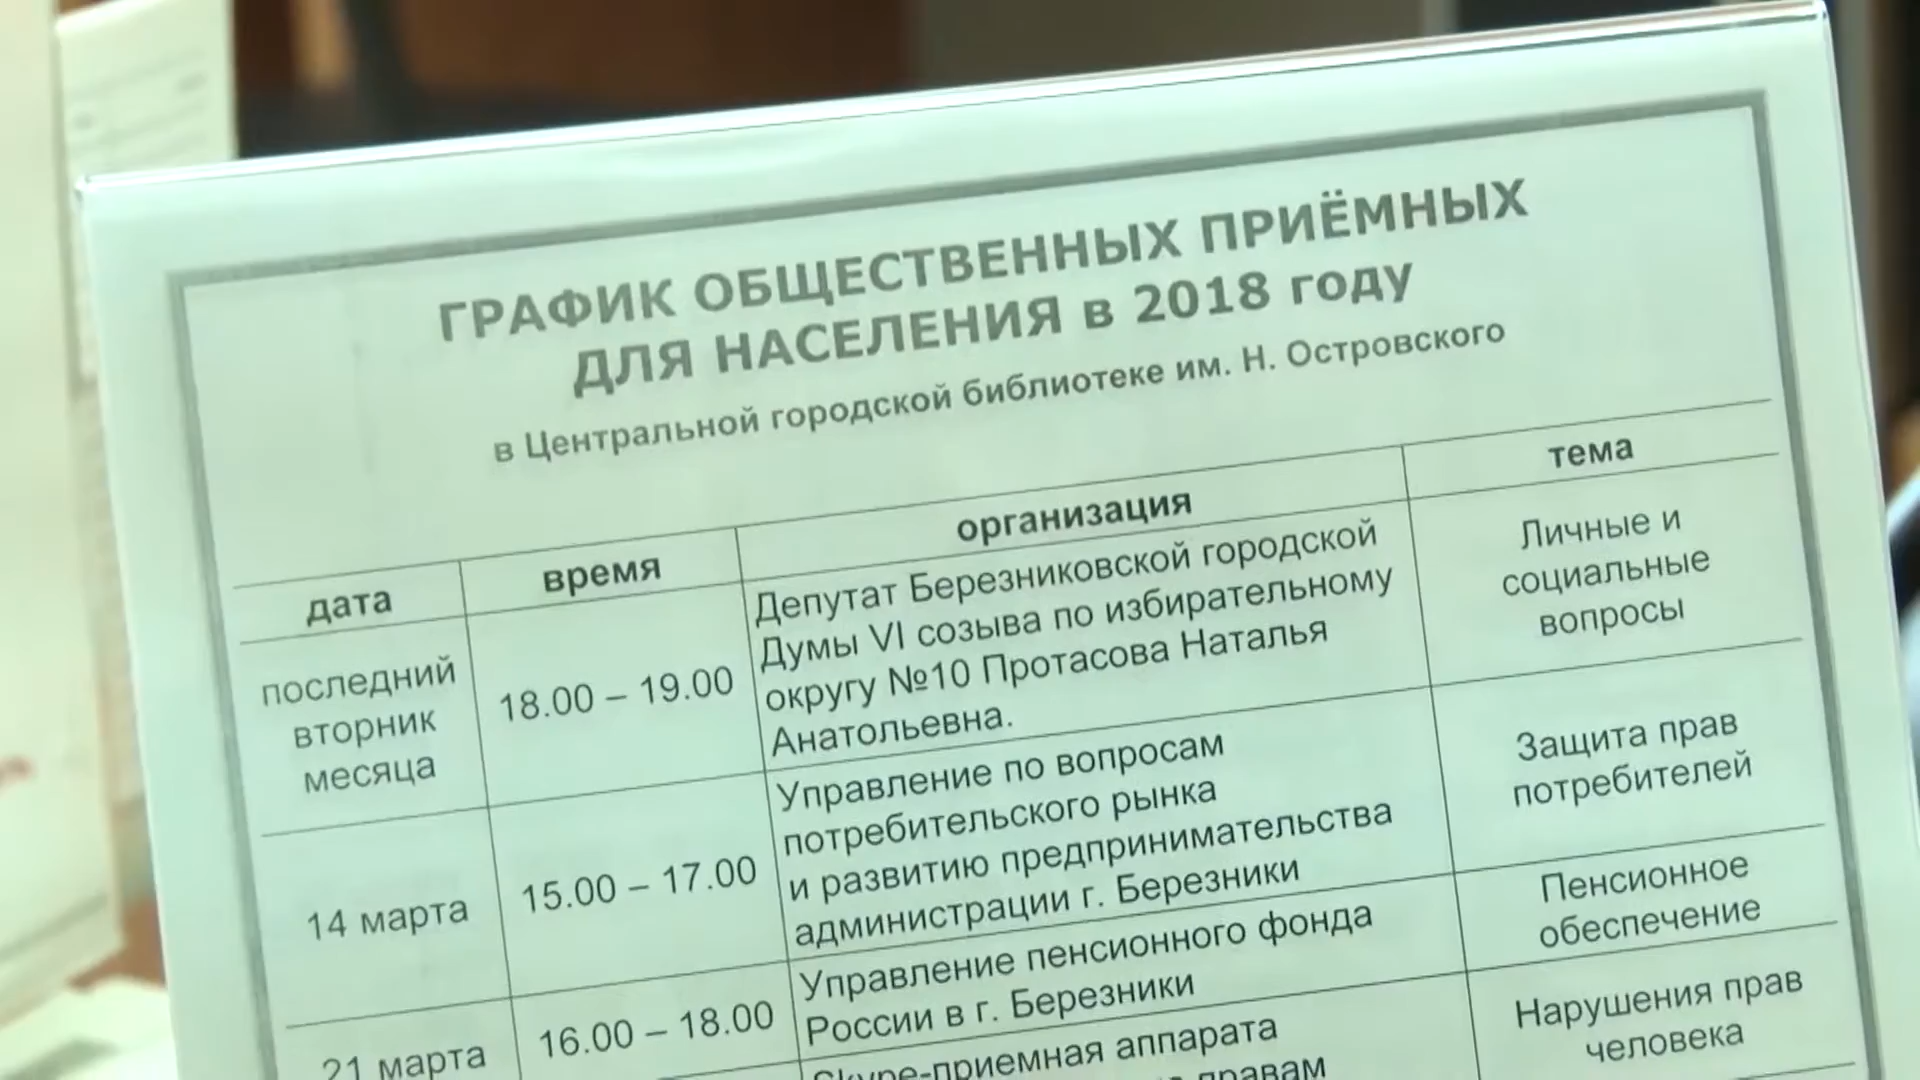 ГРАФИК ОБЩЕСТВЕННЫХ ПРИЁМНЫХ
ДЛЯ НАСЕЛЕНИЯ в 2018 году
в Центральной городской библиотеке им. Н. Островского
дата
время
организация
тема
последний
вторник
месяца
18.00 – 19.00
Депутат Березниковской городской
Думы VI созыва по избирательному
округу №10 Протасова Наталья
Анатольевна.
Личные и
социальные
вопросы
14 марта
15.00 – 17.00
Управление по вопросам
потребительского рынка
и развитию предпринимательства
администрации г. Березники
Защита прав
потребителей
21 марта
16.00 – 18.00
Управление пенсионного фонда
России в г. Березники
Пенсионное
обеспечение
Skype-приемная аппарата
правам
Нарушения прав
человека